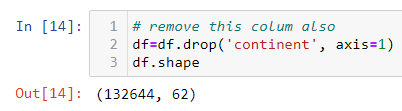 In [14]: 1 # remove this colum also
2 df=df.drop('continent', axis=1)
3 df.shape
Out[14]: (132644, 62)